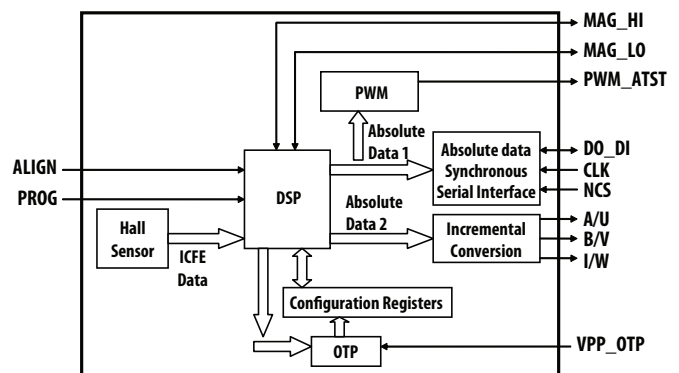 MAG_HI
MAG_LO
PWM_ATST
PWM
Absolute
Data 1
Absolute data
Synchronous
Serial Interface
DO_DI
CLK
NCS
ALIGN
PROG
DSP
Hall
Sensor
ICFE
Data
Absolute
Data 2
Incremental
Conversion
A/U
B/V
I/W
Configuration Registers
OTP
VPP_OTP